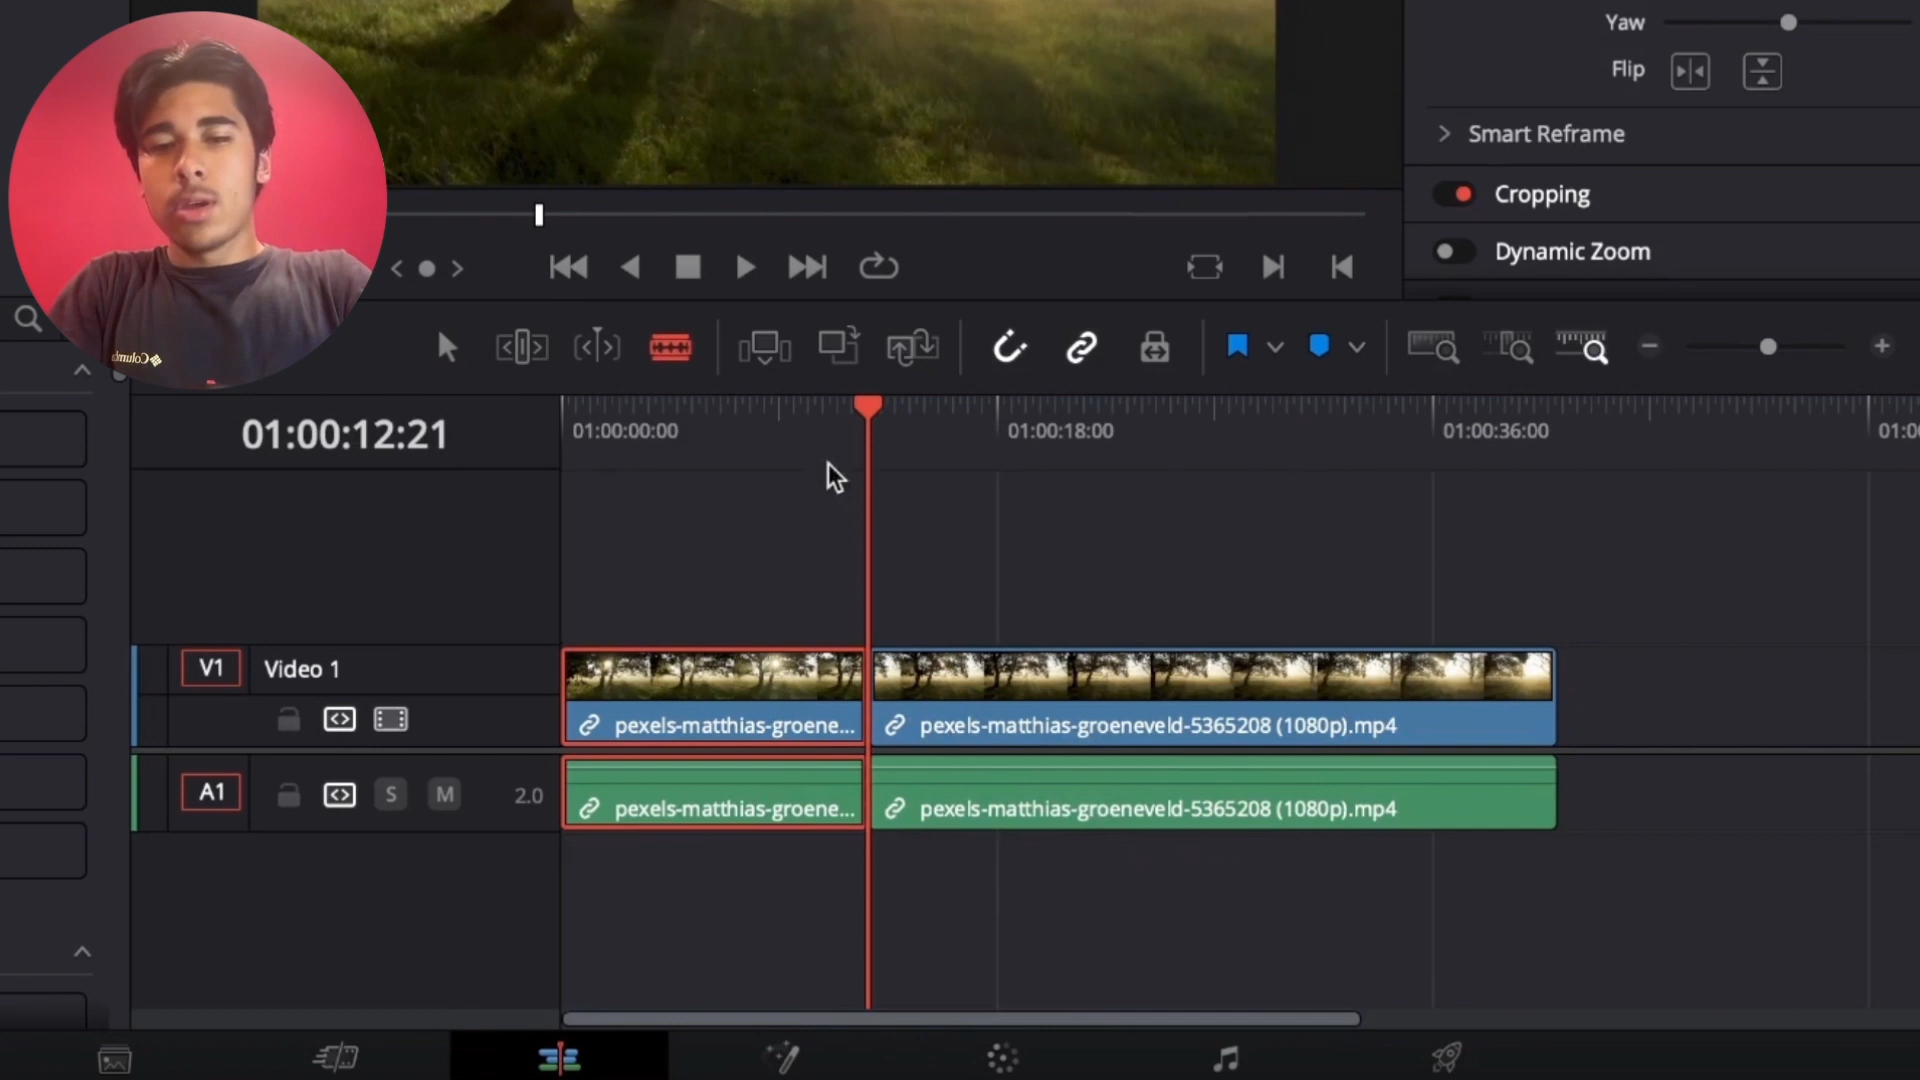 Yaw
Flip
Smart Reframe
Cropping
Dynamic Zoom
Columbia
01:00:12:21
01:00:00:00
01:00:18:00
01:00:36:00
V1
Video 1
pexels-matthias-groene...
pexels-matthias-groeneveld-5365208 (1080p).mp4
A1
S
M
2.0
pexels-matthias-groene...
pexels-matthias-groeneveld-5365208 (1080p).mp4